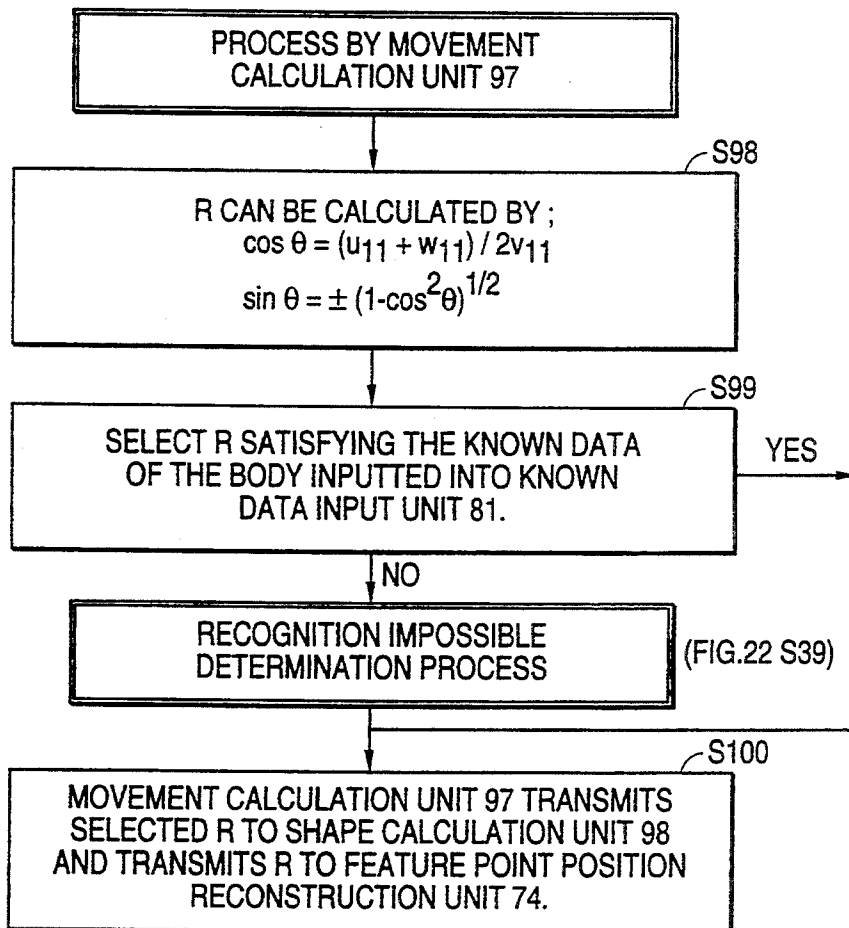 PROCESS BY MOVEMENT
CALCULATION UNIT 97
S98
R CAN BE CALCULATED BY ;
cos θ = (u₁₁ + w₁₁) / 2v₁₁
sin θ = ± (1-cos²θ)^1/2
S99
SELECT R SATISFYING THE KNOWN DATA
OF THE BODY INPUTTED INTO KNOWN
DATA INPUT UNIT 81.
YES
NO
RECOGNITION IMPOSSIBLE
DETERMINATION PROCESS
(FIG.22 S39)
S100
MOVEMENT CALCULATION UNIT 97 TRANSMITS
SELECTED R TO SHAPE CALCULATION UNIT 98
AND TRANSMITS R TO FEATURE POINT POSITION
RECONSTRUCTION UNIT 74.